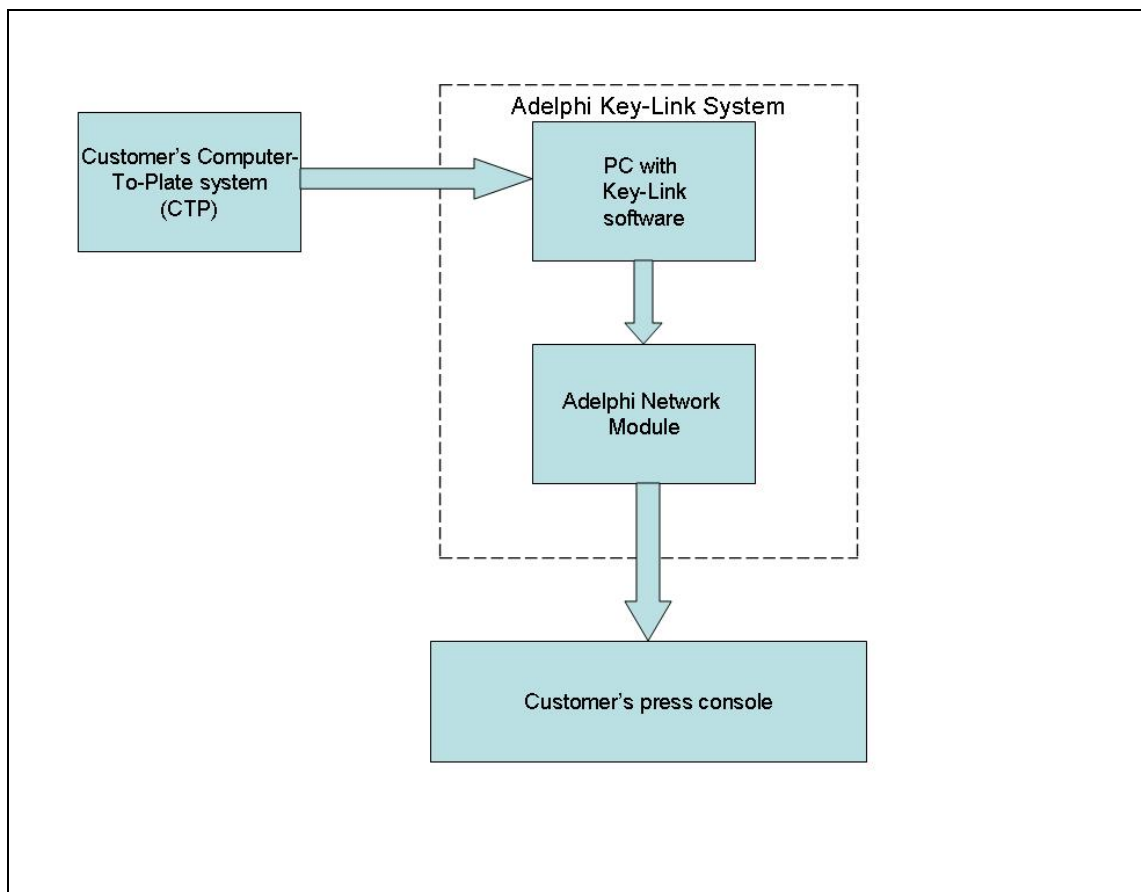 Adelphi Key-Link System
Customer's Computer-
To-Plate system
(CTP)
PC with
Key-Link
software
Adelphi Network
Module
Customer's press console